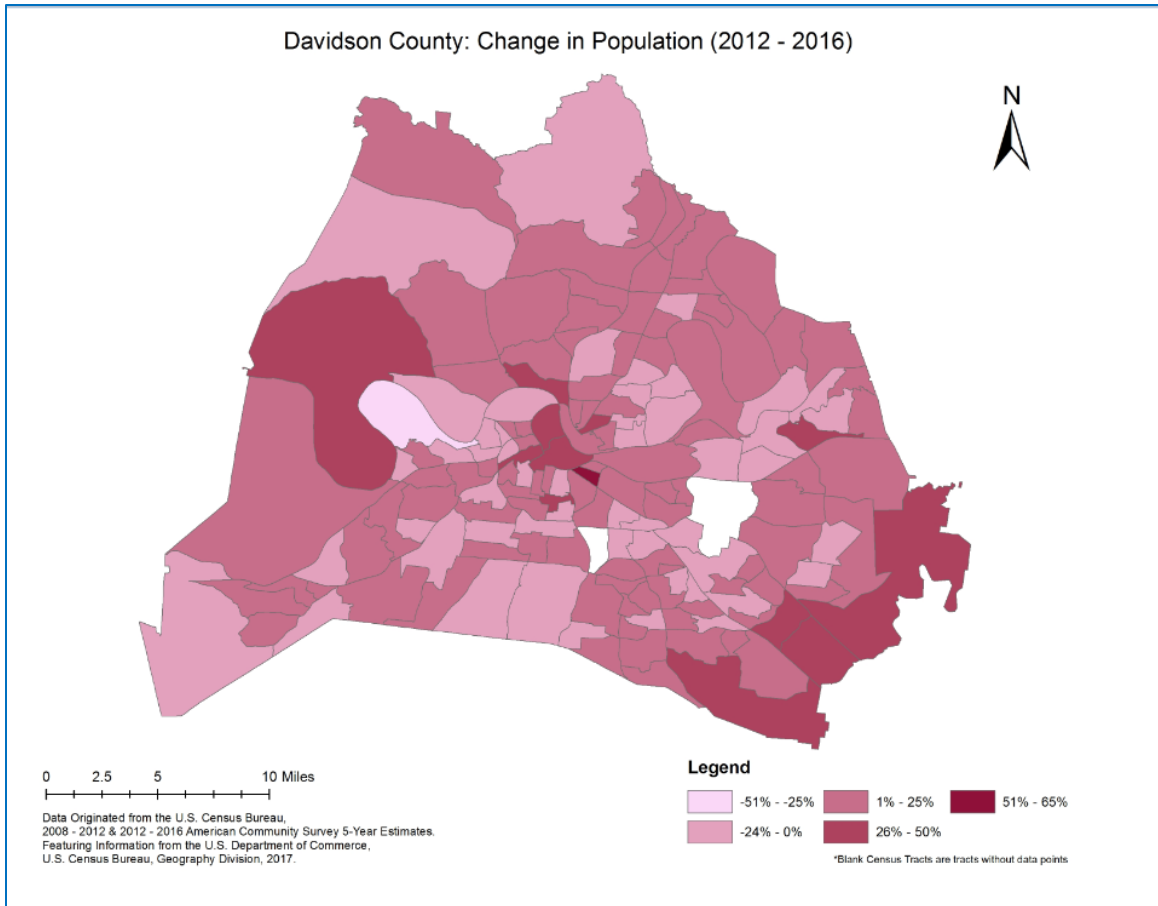 Davidson County: Change in Population (2012 - 2016)
N
0 2.5 5 10 Miles
Data Originated from the U.S. Census Bureau,
2008 - 2012 & 2012 - 2016 American Community Survey 5-Year Estimates.
Featuring Information from the U.S. Department of Commerce,
U.S. Census Bureau, Geography Division, 2017.
Legend
-51% - -25% 1% - 25% 51% - 65%
-24% - 0% 26% - 50%
*Blank Census Tracts are tracts without data points